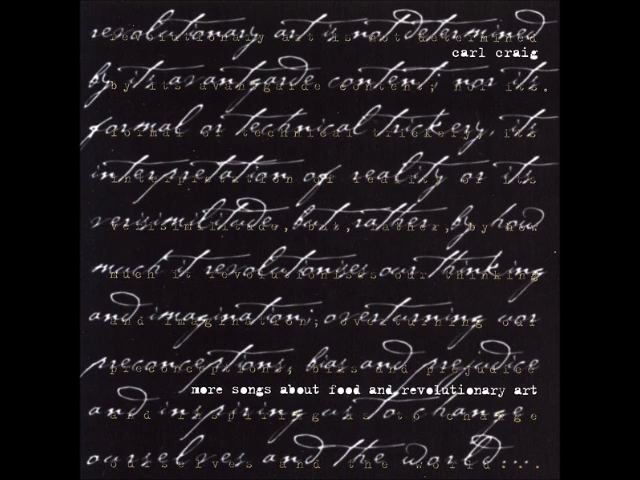 revolutionary art is not determined
carl craig
by its avantgarde content; nor its
formal or technical trickery, its
interpretation of reality or its
verisimilitude, but, rather, by how
much it revolutionises our thinking
and imagination; overturning our
preconceptions, bias and prejudice
more songs about food and revolutionary art
and inspiring us to change
ourselves and the world....